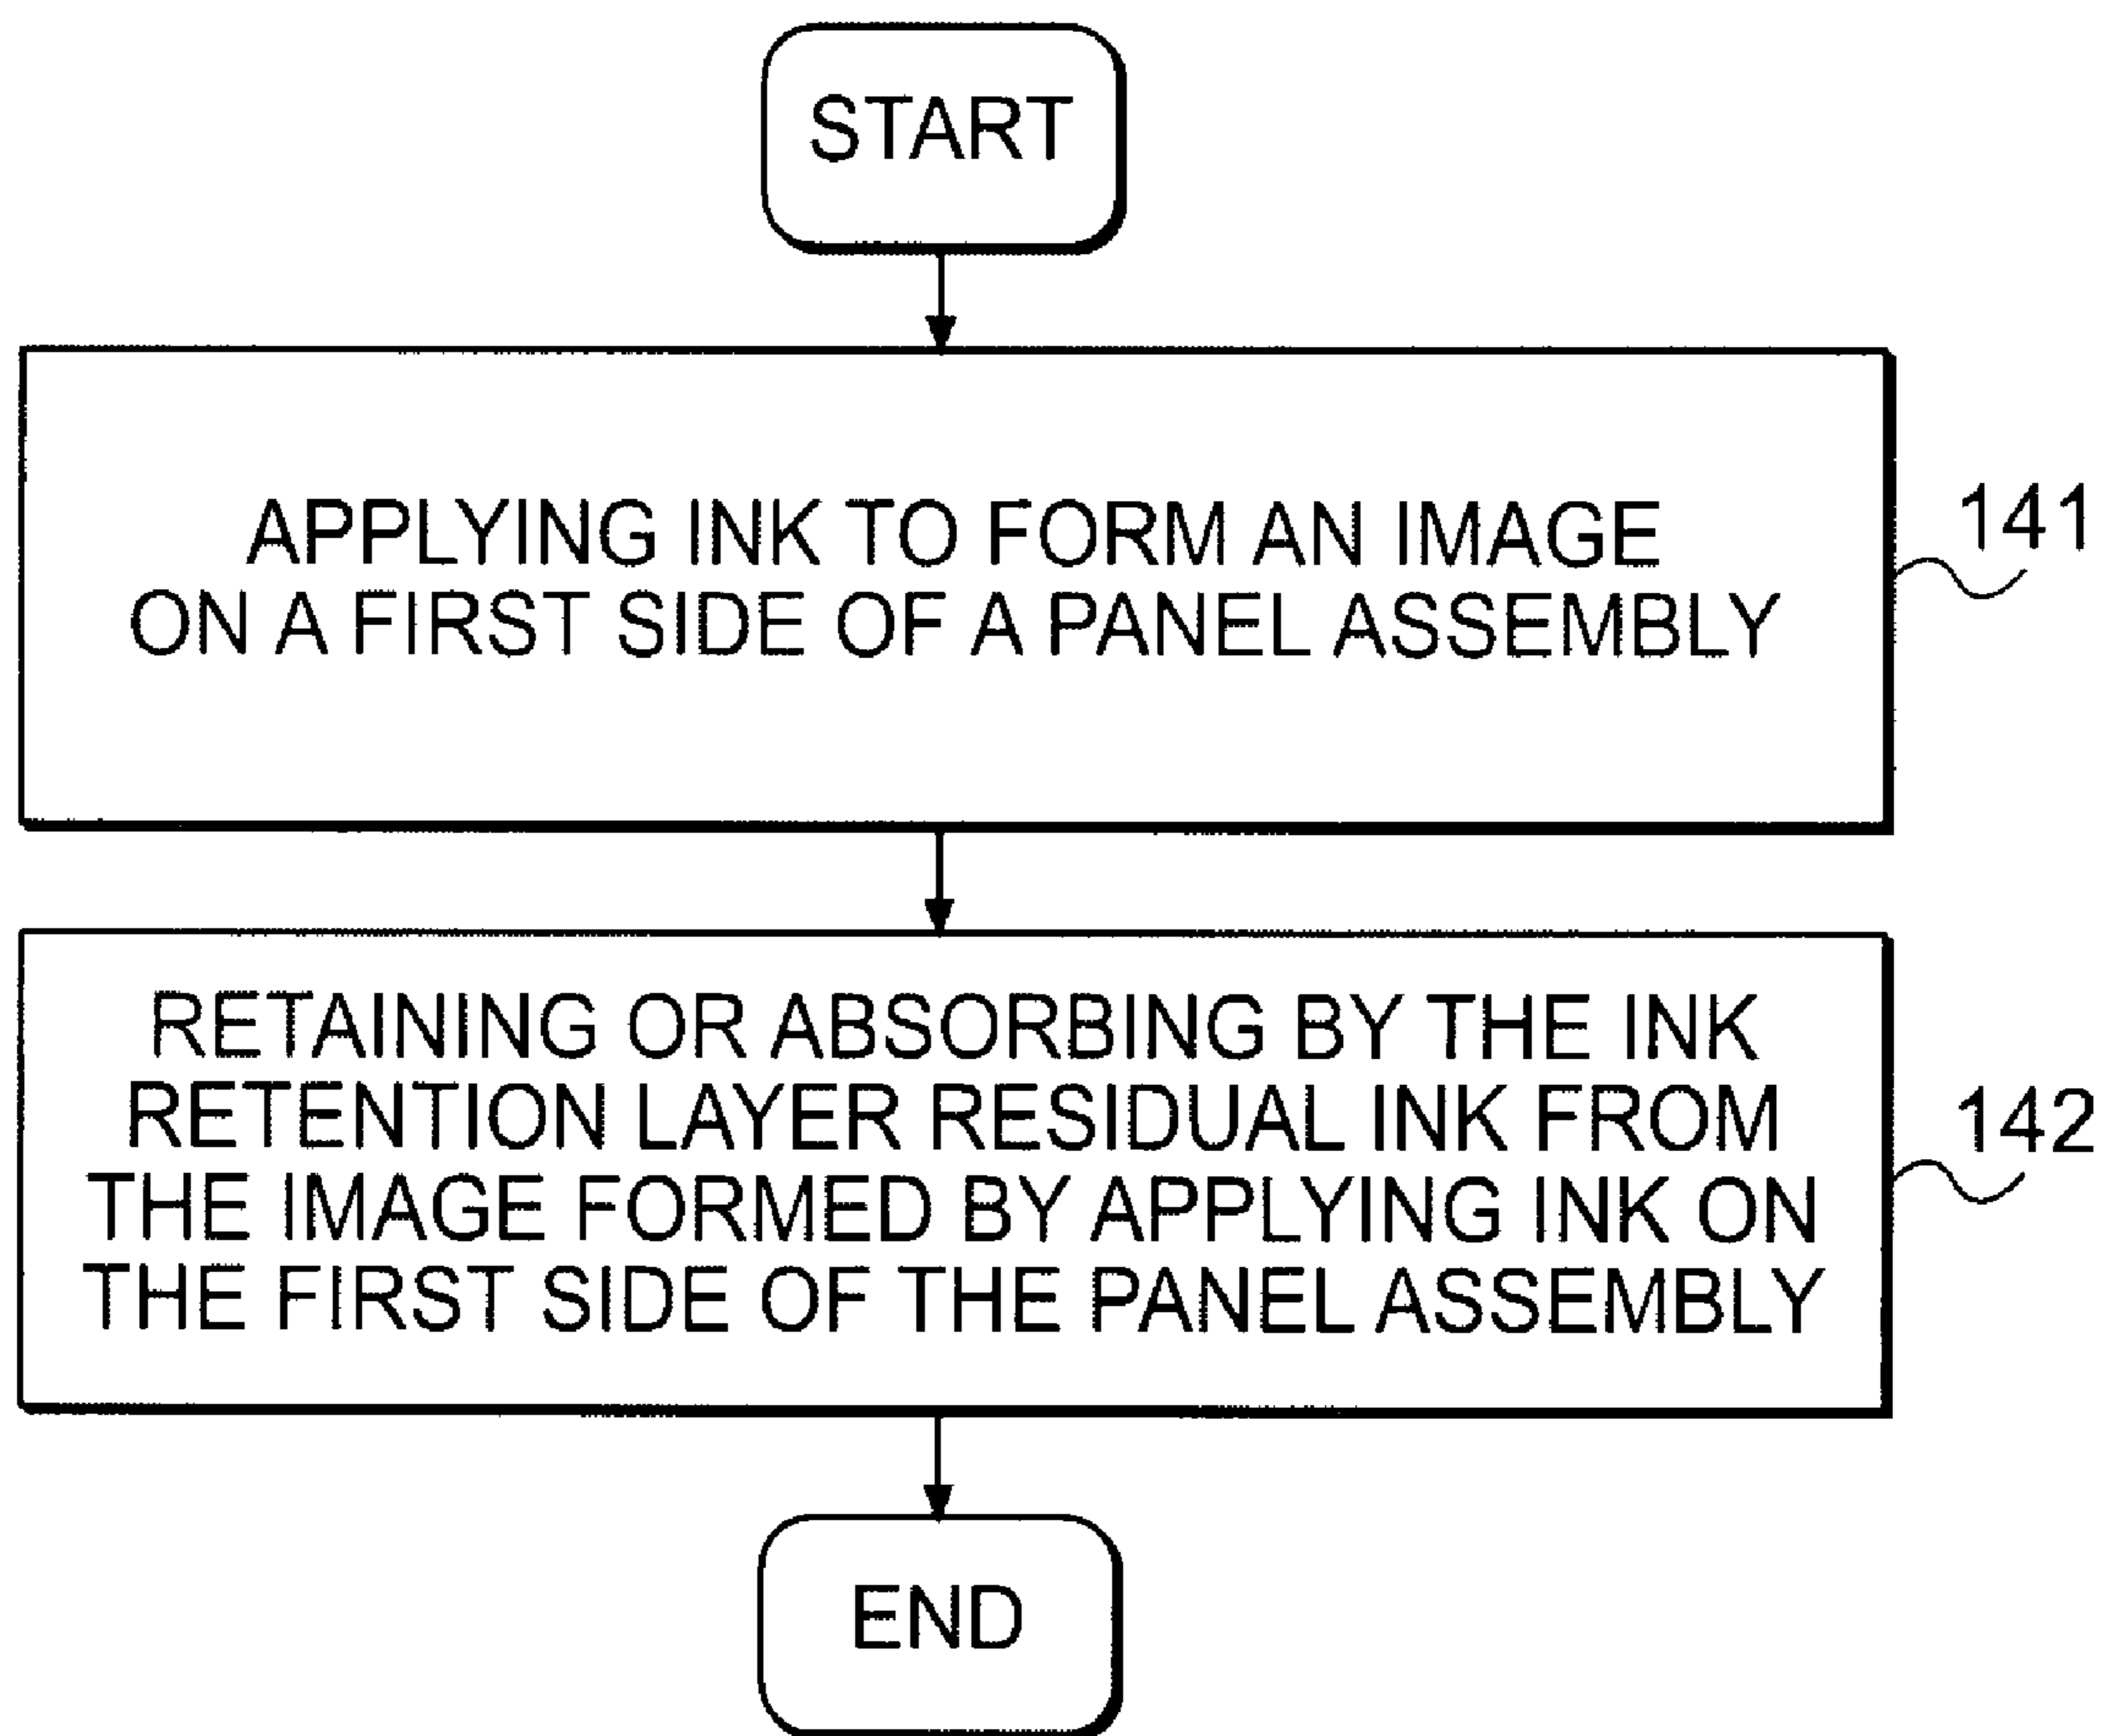 START
APPLYING INK TO FORM AN IMAGE
ON A FIRST SIDE OF A PANEL ASSEMBLY
141
RETAINING OR ABSORBING BY THE INK
RETENTION LAYER RESIDUAL INK FROM
THE IMAGE FORMED BY APPLYING INK ON
THE FIRST SIDE OF THE PANEL ASSEMBLY
142
END